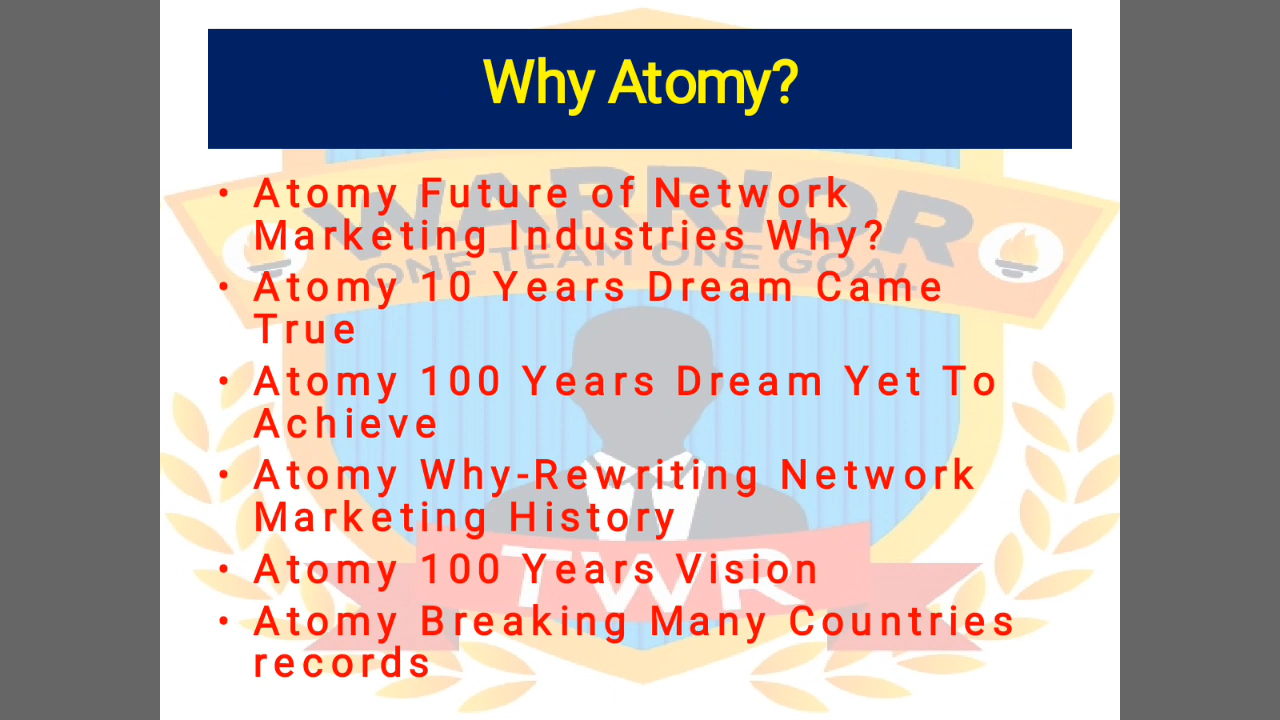 Why Atomy?
WARRIOR
ONE TEAM ONE GOAL
• Atomy Future of Network
Marketing Industries Why?
• Atomy 10 Years Dream Came
True
• Atomy 100 Years Dream Yet To
Achieve
• Atomy Why-Rewriting Network
Marketing History
• Atomy 100 Years Vision
TWR
• Atomy Breaking Many Countries
records